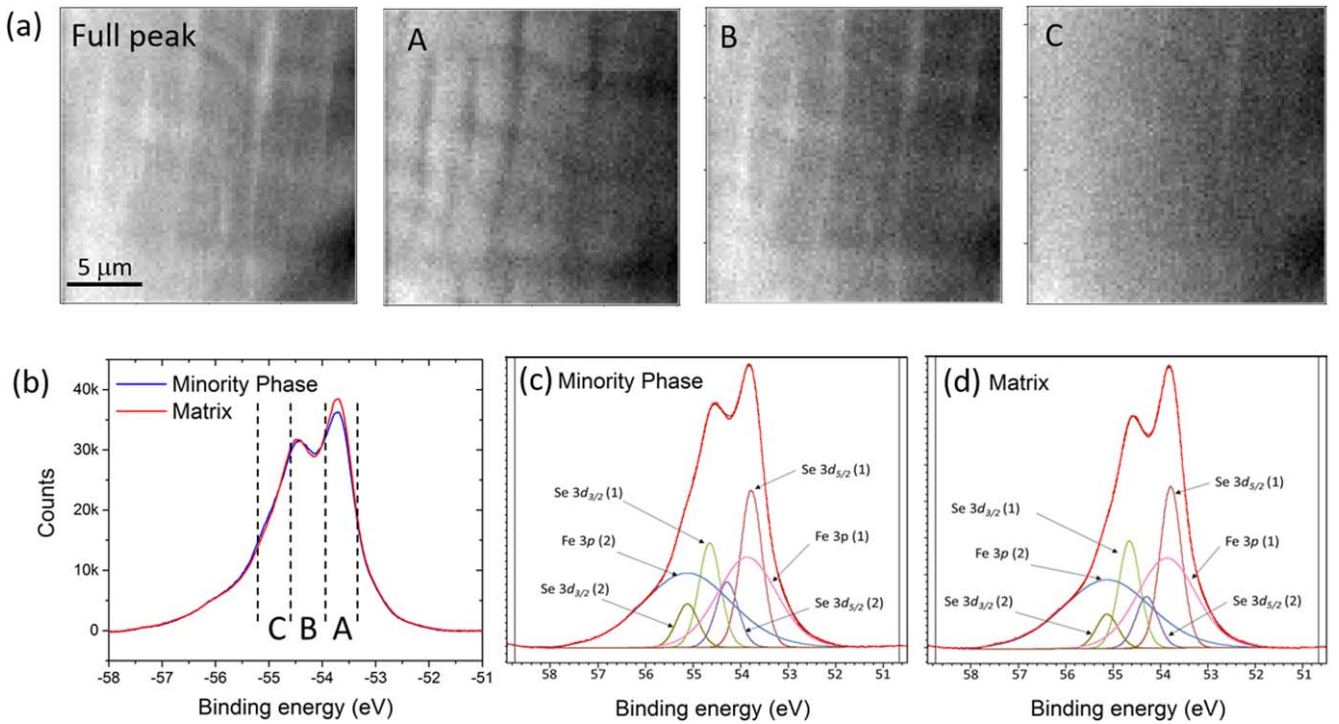 (a)
Full peak
A
B
C
5 μm
(b)
Minority Phase
Matrix
40k
30k
20k
10k
0
Counts
C B A
-58 -57 -56 -55 -54 -53 -52 -51
Binding energy (eV)
(c) Minority Phase
Se 3d5/2 (1)
Se 3d3/2 (1)
Fe 3p (2)
Fe 3p (1)
Se 3d3/2 (2)
Se 3d5/2 (2)
58 57 56 55 54 53 52 51
Binding energy (eV)
(d) Matrix
Se 3d5/2 (1)
Se 3d3/2 (1)
Fe 3p (2)
Fe 3p (1)
Se 3d3/2 (2)
Se 3d5/2 (2)
58 57 56 55 54 53 52 51
Binding energy (eV)